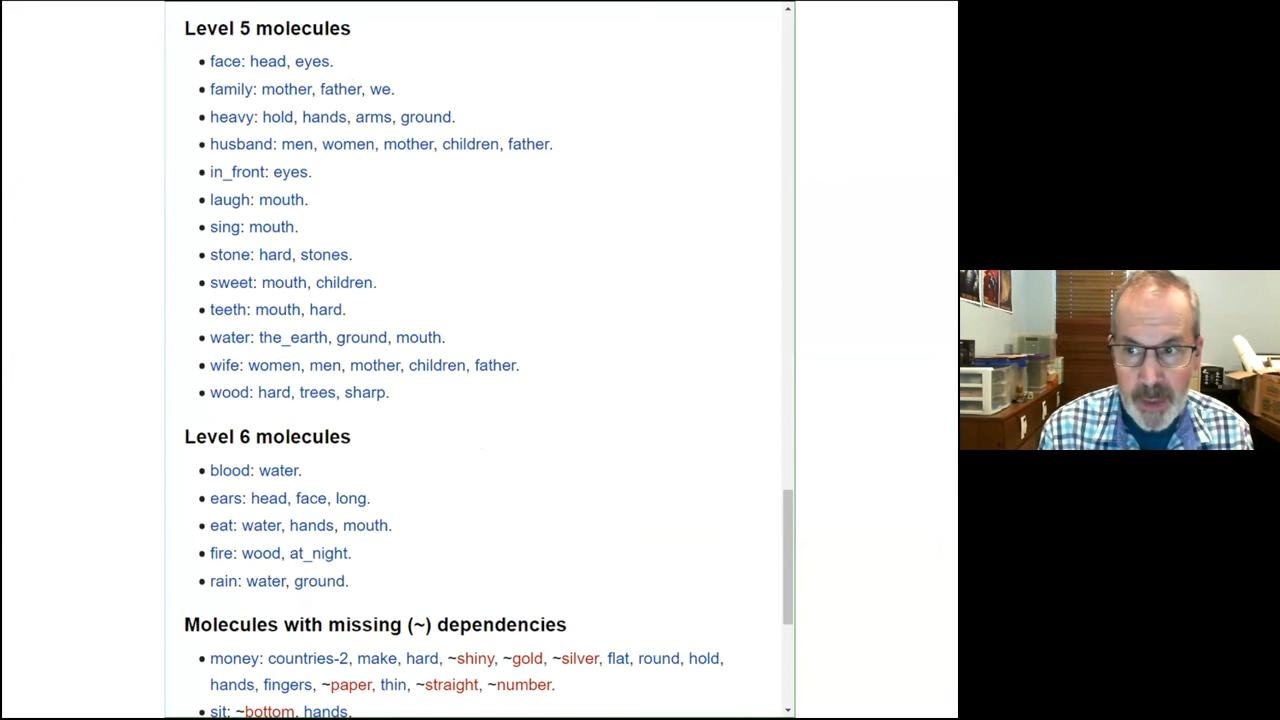 Level 5 molecules
face: head, eyes.
family: mother, father, we.
heavy: hold, hands, arms, ground.
husband: men, women, mother, children, father.
in_front: eyes.
laugh: mouth.
sing: mouth.
stone: hard, stones.
sweet: mouth, children.
teeth: mouth, hard.
water: the_earth, ground, mouth.
wife: women, men, mother, children, father.
wood: hard, trees, sharp.
Level 6 molecules
blood: water.
ears: head, face, long.
eat: water, hands, mouth.
fire: wood, at_night.
rain: water, ground.
Molecules with missing (~) dependencies
money: countries-2, make, hard, ~shiny, ~gold, ~silver, flat, round, hold,
hands, fingers, ~paper, thin, ~straight, ~number.
sit: ~bottom, hands.